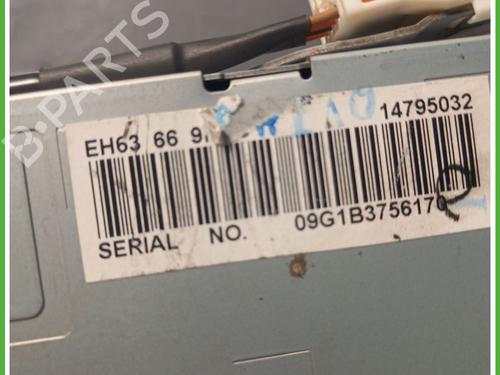 B-PARTS
EH63 66 9
14795032
SERIAL NO. 09G1B3756170